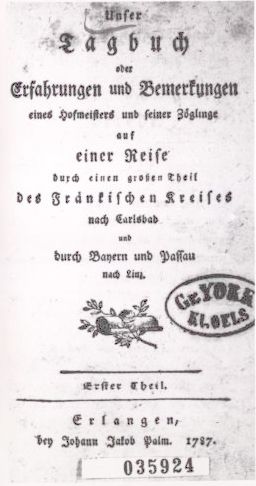 Unser
Tagbuch
oder
Erfahrungen und Bemerkungen
eines Hofmeisters und seiner Zöglinge
auf
einer Reise
durch einen großen Theil
des Fränkischen Kreises
nach Carlsbad
und
durch Bayern und Passau
nach Linz.
Gr. YORK
KL. OELS
Erster Theil.
Erlangen,
bey Johann Jakob Palm. 1787.
035924